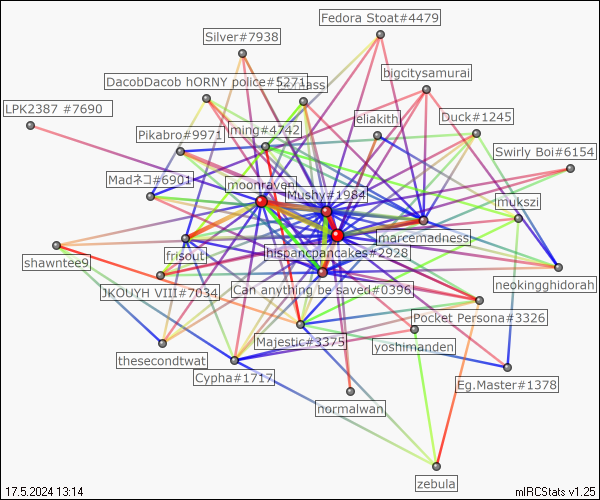 Fedora Stoat#4479
Silver#7938
bigcitysamurai
DacobDacob hORNY police#5271
LPK2387 #7690
eliakith
Duck#1245
Pikabro#9971
ming#4742
Swirly Boi#6154
Madネコ#6901
moonraven
Mushy#1984
mukszi
marcemadness
frisout
hispancpancakes#2928
shawntee9
neokingghidorah
JKOUYH VIII#7034
Can anything be saved#0396
Pocket Persona#3326
Majestic#3375
yoshimanden
thesecondtwat
Cypha#1717
Eg.Master#1378
normalwan
zebula
17.5.2024 13:14
mIRCStats v1.25